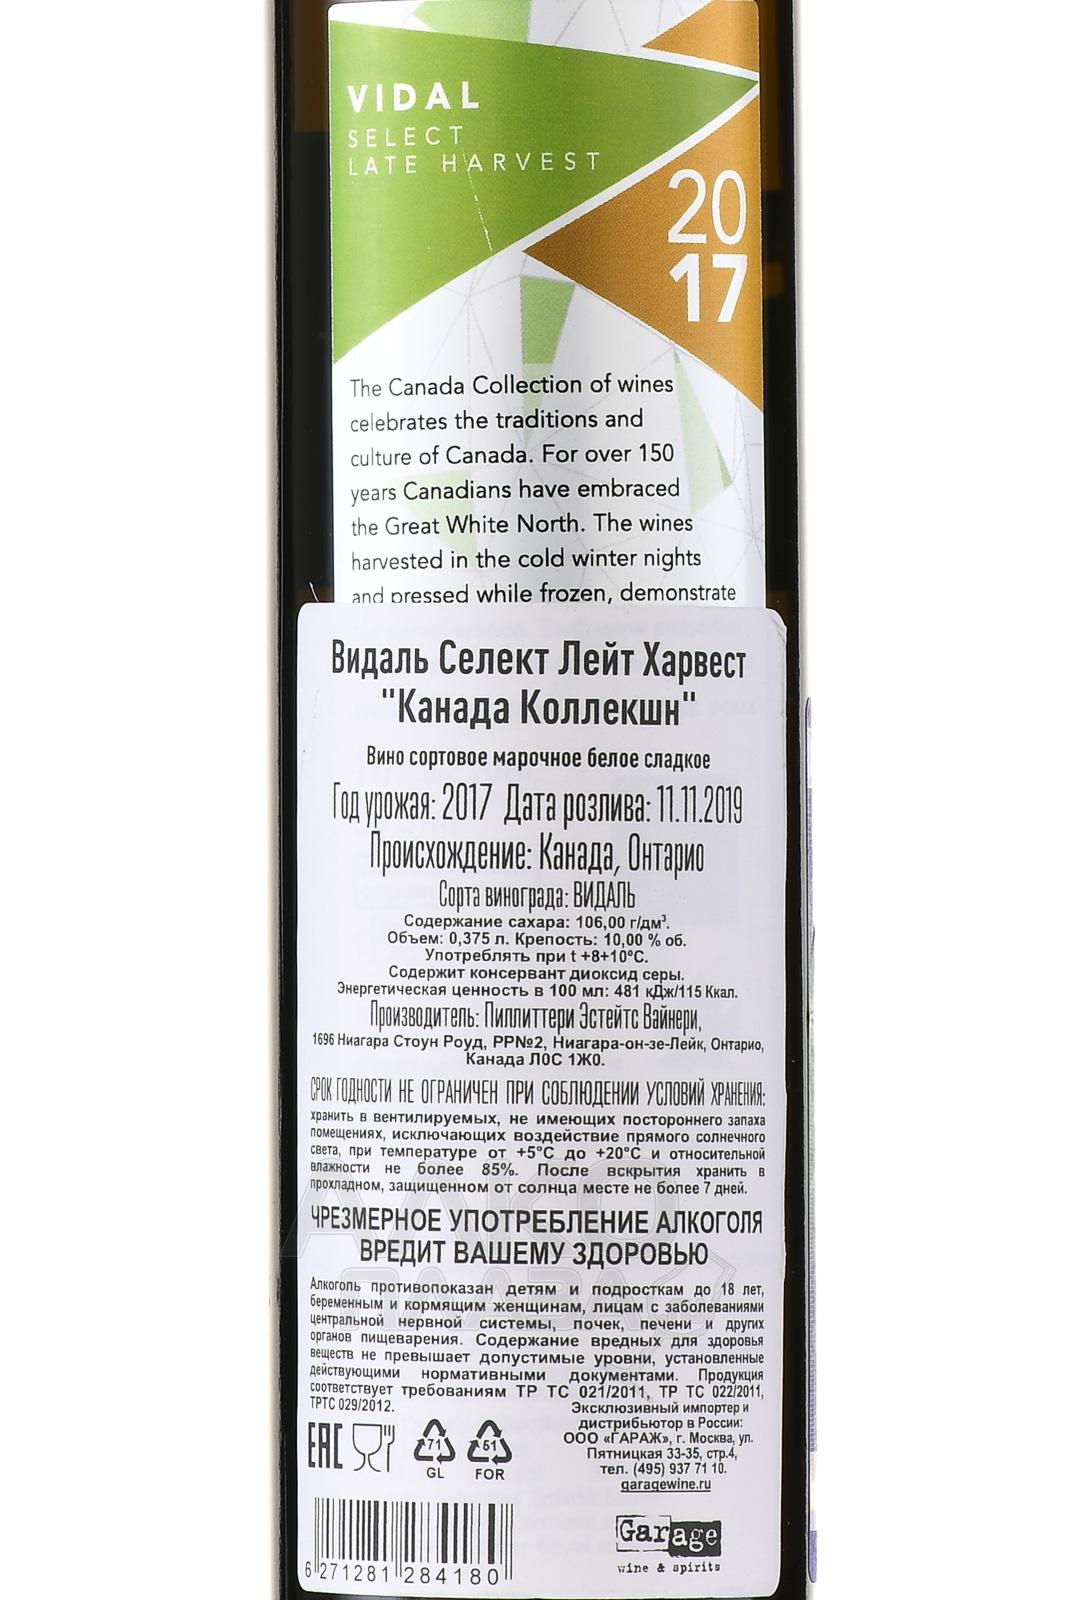 VIDAL
SELECT
LATE HARVEST
20
17
The Canada Collection of wines
celebrates the traditions and
culture of Canada. For over 150
years Canadians have embraced
the Great White North. The wines
harvested in the cold winter nights
and pressed while frozen, demonstrate
Видаль Селект Лейт Харвест
"Канада Коллекшн"
Вино сортовое марочное белое сладкое
Год урожая: 2017 Дата розлива: 11.11.2019
Происхождение: Канада, Онтарио
Сорта винограда: ВИДАЛЬ
Содержание сахара: 106,00 г/дм³.
Объем: 0,375 л. Крепость: 10,00 % об.
Употреблять при t +8+10°С.
Содержит консервант диоксид серы.
Энергетическая ценность в 100 мл: 481 кДж/115 Ккал.
Производитель: Пиллиттери Эстейтс Вайнери,
1696 Ниагара Стоун Роуд, РР№2, Ниагара-он-зе-Лейк, Онтарио,
Канада Л0С 1Ж0.
СРОК ГОДНОСТИ НЕ ОГРАНИЧЕН ПРИ СОБЛЮДЕНИИ УСЛОВИЙ ХРАНЕНИЯ:
хранить в вентилируемых, не имеющих постороннего запаха
помещениях, исключающих воздействие прямого солнечного
света, при температуре от +5°С до +20°С и относительной
влажности не более 85%. После вскрытия хранить в
прохладном, защищенном от солнца месте не более 7 дней.
ЧРЕЗМЕРНОЕ УПОТРЕБЛЕНИЕ АЛКОГОЛЯ
ВРЕДИТ ВАШЕМУ ЗДОРОВЬЮ
Алкоголь противопоказан детям и подросткам до 18 лет,
беременным и кормящим женщинам, лицам с заболеваниями
центральной нервной системы, почек, печени и других
органов пищеварения. Содержание вредных для здоровья
веществ не превышает допустимые уровни, установленные
действующими нормативными документами. Продукция
соответствует требованиям ТР ТС 021/2011, ТР ТС 022/2011,
ТРТС 029/2012.
Эксклюзивный импортер и
дистрибьютор в России:
ООО «ГАРАЖ», г. Москва, ул.
Пятницкая 33-35, стр.4,
тел. (495) 937 71 10.
garagewine.ru
EAC
71
GL
51
FOR
Garage
wine & spirits
6 271281 284180
АЛКО
ПЛАЗА